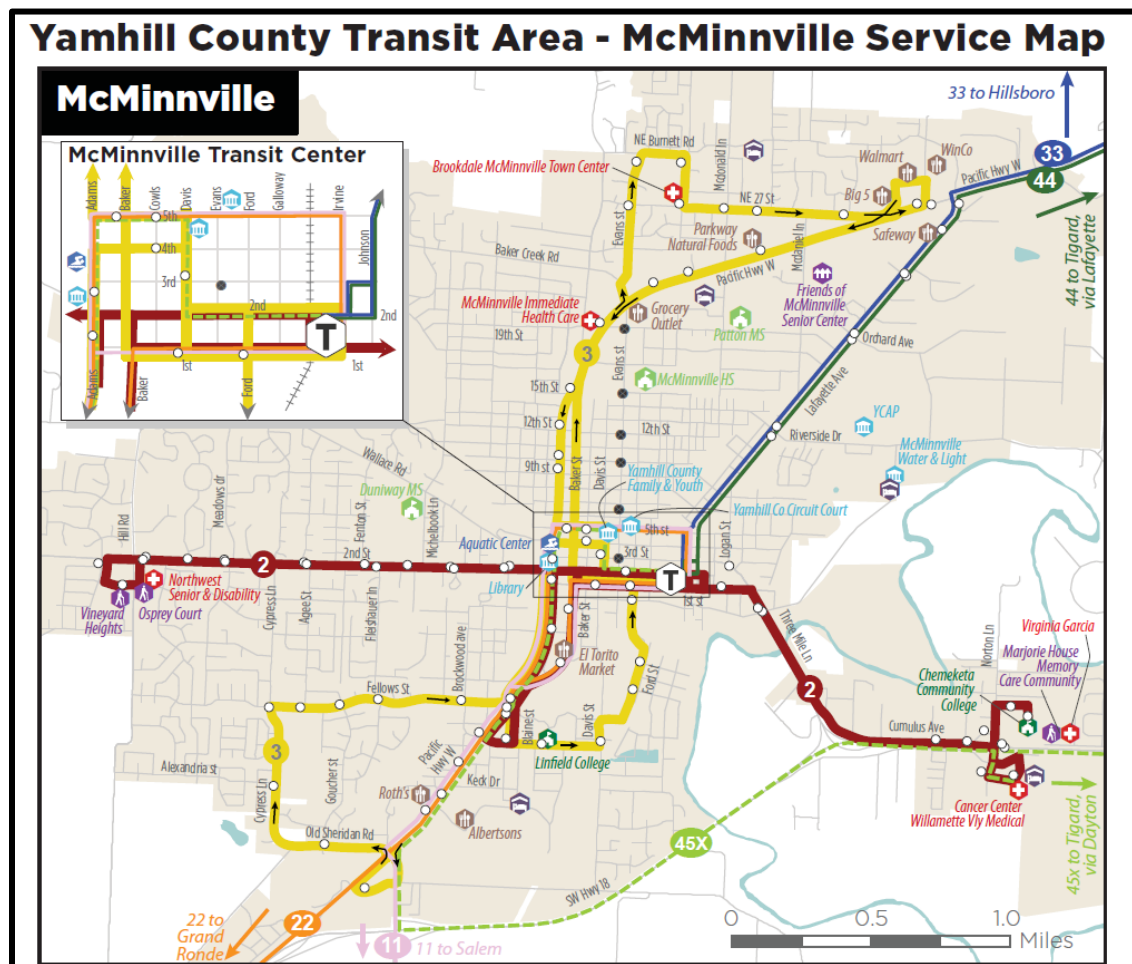 Yamhill County Transit Area - McMinnville Service Map
McMinnville
33 to Hillsboro
McMinnville Transit Center
Adams
Baker
Cowls
Davis
Evans
Ford
Galloway
Irvine
5th
4th
3rd
2nd
2nd
1st
1st
Johnson
Adams
Baker
Ford
T
NE Burnett Rd
Brookdale McMinnville Town Center
Mcdonald ln
Walmart
WinCo
Pacific Hwy W
33
44
Big 5
NE 27 St
Evans st
Parkway
Natural Foods
Safeway
Mcdaniel ln
Baker Creek Rd
Pacific Hwy W
44 to Tigard,
via Lafayette
Friends of
McMinnville
Senior Center
McMinnville Immediate
Health Care
Grocery
Outlet
Patton MS
19th St
Orchard Ave
3
Evans st
McMinnville HS
15th St
Lafayette Ave
YCAP
12th St
12th St
Riverside Dr
McMinnville
Water & Light
Wallace Rd
9th st
Baker St
Davis St
Yamhill County
Family & Youth
Duniway MS
Yamhill Co Circuit Court
Hill Rd
Meadows dr
Fenton St
Michelbook Ln
Aquatic Center
5th st
Logan St
2nd St
3rd St
2
T
Library
1st St
Northwest
Senior & Disability
Vineyard
Heights
Osprey Court
Cypress Ln
Agee St
Fleishauer ln
Brockwood ave
Baker St
Three Mile Ln
Norton Ln
Virginia Garcia
Marjorie House
Memory
Care Community
El Torito
Market
Ford St
Chemeketa
Community
College
Fellows St
2
Blaine st
Davis St
Cumulus Ave
3
Linfield College
Alexandria st
Goucher st
Pacific
Hwy W
Keck Dr
Cypress Ln
Roth's
Albertsons
Cancer Center
Willamette Vly Medical
Old Sheridan Rd
45X
45x to Tigard,
via Dayton
SW Hwy 18
22 to
Grand
Ronde
22
11
11 to Salem
0
0.5
1.0
Miles